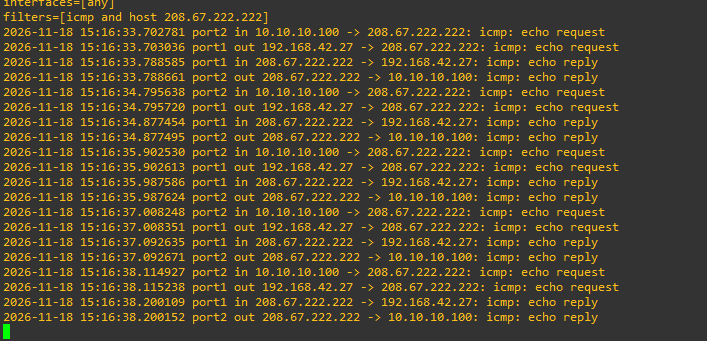 interfaces=[any]
filters=[icmp and host 208.67.222.222]
2026-11-18 15:16:33.702781 port2 in 10.10.10.100 -> 208.67.222.222: icmp: echo request
2026-11-18 15:16:33.703036 port1 out 192.168.42.27 -> 208.67.222.222: icmp: echo request
2026-11-18 15:16:33.788585 port1 in 208.67.222.222 -> 192.168.42.27: icmp: echo reply
2026-11-18 15:16:33.788661 port2 out 208.67.222.222 -> 10.10.10.100: icmp: echo reply
2026-11-18 15:16:34.795638 port2 in 10.10.10.100 -> 208.67.222.222: icmp: echo request
2026-11-18 15:16:34.795720 port1 out 192.168.42.27 -> 208.67.222.222: icmp: echo request
2026-11-18 15:16:34.877454 port1 in 208.67.222.222 -> 192.168.42.27: icmp: echo reply
2026-11-18 15:16:34.877495 port2 out 208.67.222.222 -> 10.10.10.100: icmp: echo reply
2026-11-18 15:16:35.902530 port2 in 10.10.10.100 -> 208.67.222.222: icmp: echo request
2026-11-18 15:16:35.902613 port1 out 192.168.42.27 -> 208.67.222.222: icmp: echo request
2026-11-18 15:16:35.987586 port1 in 208.67.222.222 -> 192.168.42.27: icmp: echo reply
2026-11-18 15:16:35.987624 port2 out 208.67.222.222 -> 10.10.10.100: icmp: echo reply
2026-11-18 15:16:37.008248 port2 in 10.10.10.100 -> 208.67.222.222: icmp: echo request
2026-11-18 15:16:37.008351 port1 out 192.168.42.27 -> 208.67.222.222: icmp: echo request
2026-11-18 15:16:37.092635 port1 in 208.67.222.222 -> 192.168.42.27: icmp: echo reply
2026-11-18 15:16:37.092671 port2 out 208.67.222.222 -> 10.10.10.100: icmp: echo reply
2026-11-18 15:16:38.114927 port2 in 10.10.10.100 -> 208.67.222.222: icmp: echo request
2026-11-18 15:16:38.115238 port1 out 192.168.42.27 -> 208.67.222.222: icmp: echo request
2026-11-18 15:16:38.200109 port1 in 208.67.222.222 -> 192.168.42.27: icmp: echo reply
2026-11-18 15:16:38.200152 port2 out 208.67.222.222 -> 10.10.10.100: icmp: echo reply